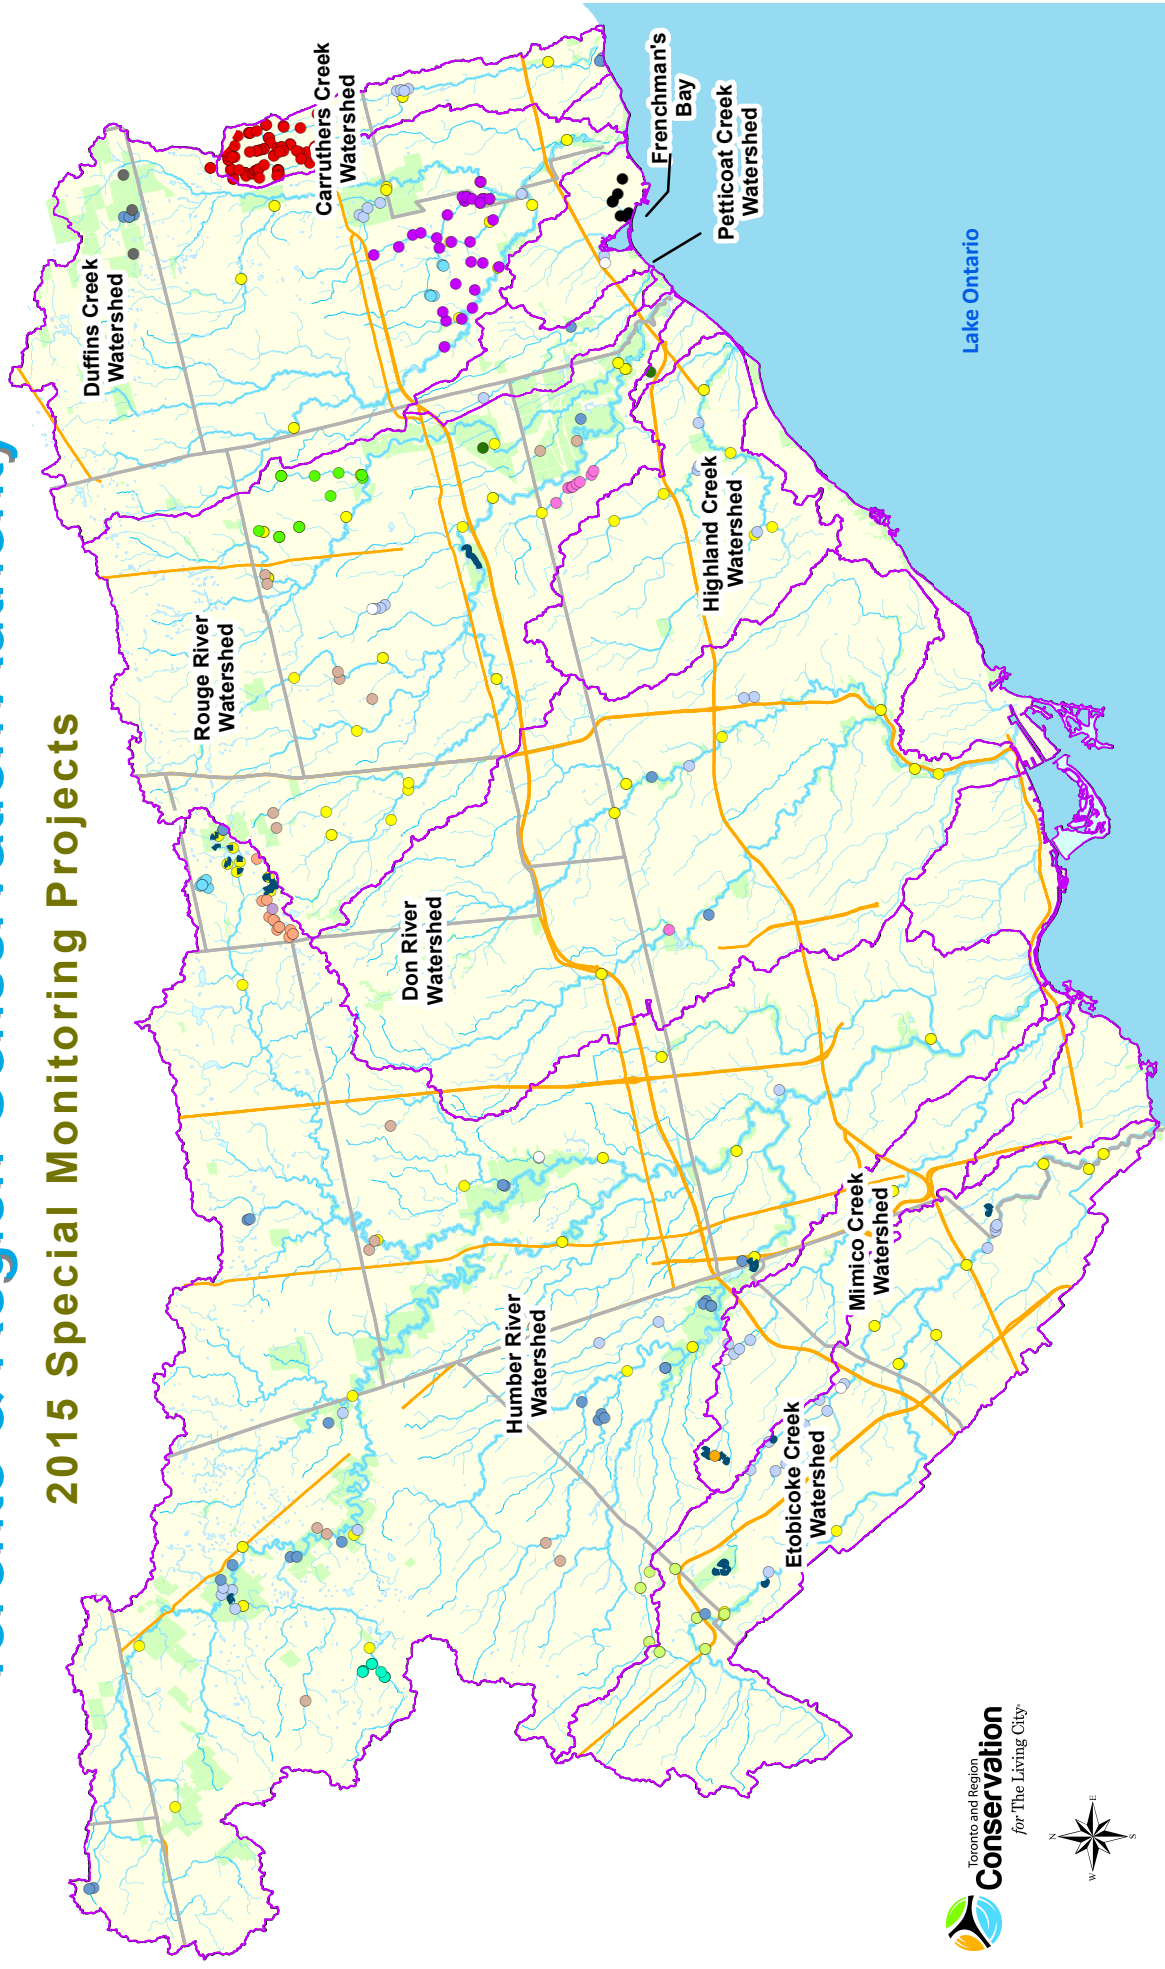 2015 Special Monitoring Projects
Duffins Creek
Watershed
Carruthers Creek
Watershed
Frenchman's
Bay
Petticoat Creek
Watershed
Rouge River
Watershed
Highland Creek
Watershed
Don River
Watershed
Humber River
Watershed
Mimico Creek
Watershed
Etobicoke Creek
Watershed
Lake Ontario
Toronto and Region
Conservation
for The Living City
N
W
E
S